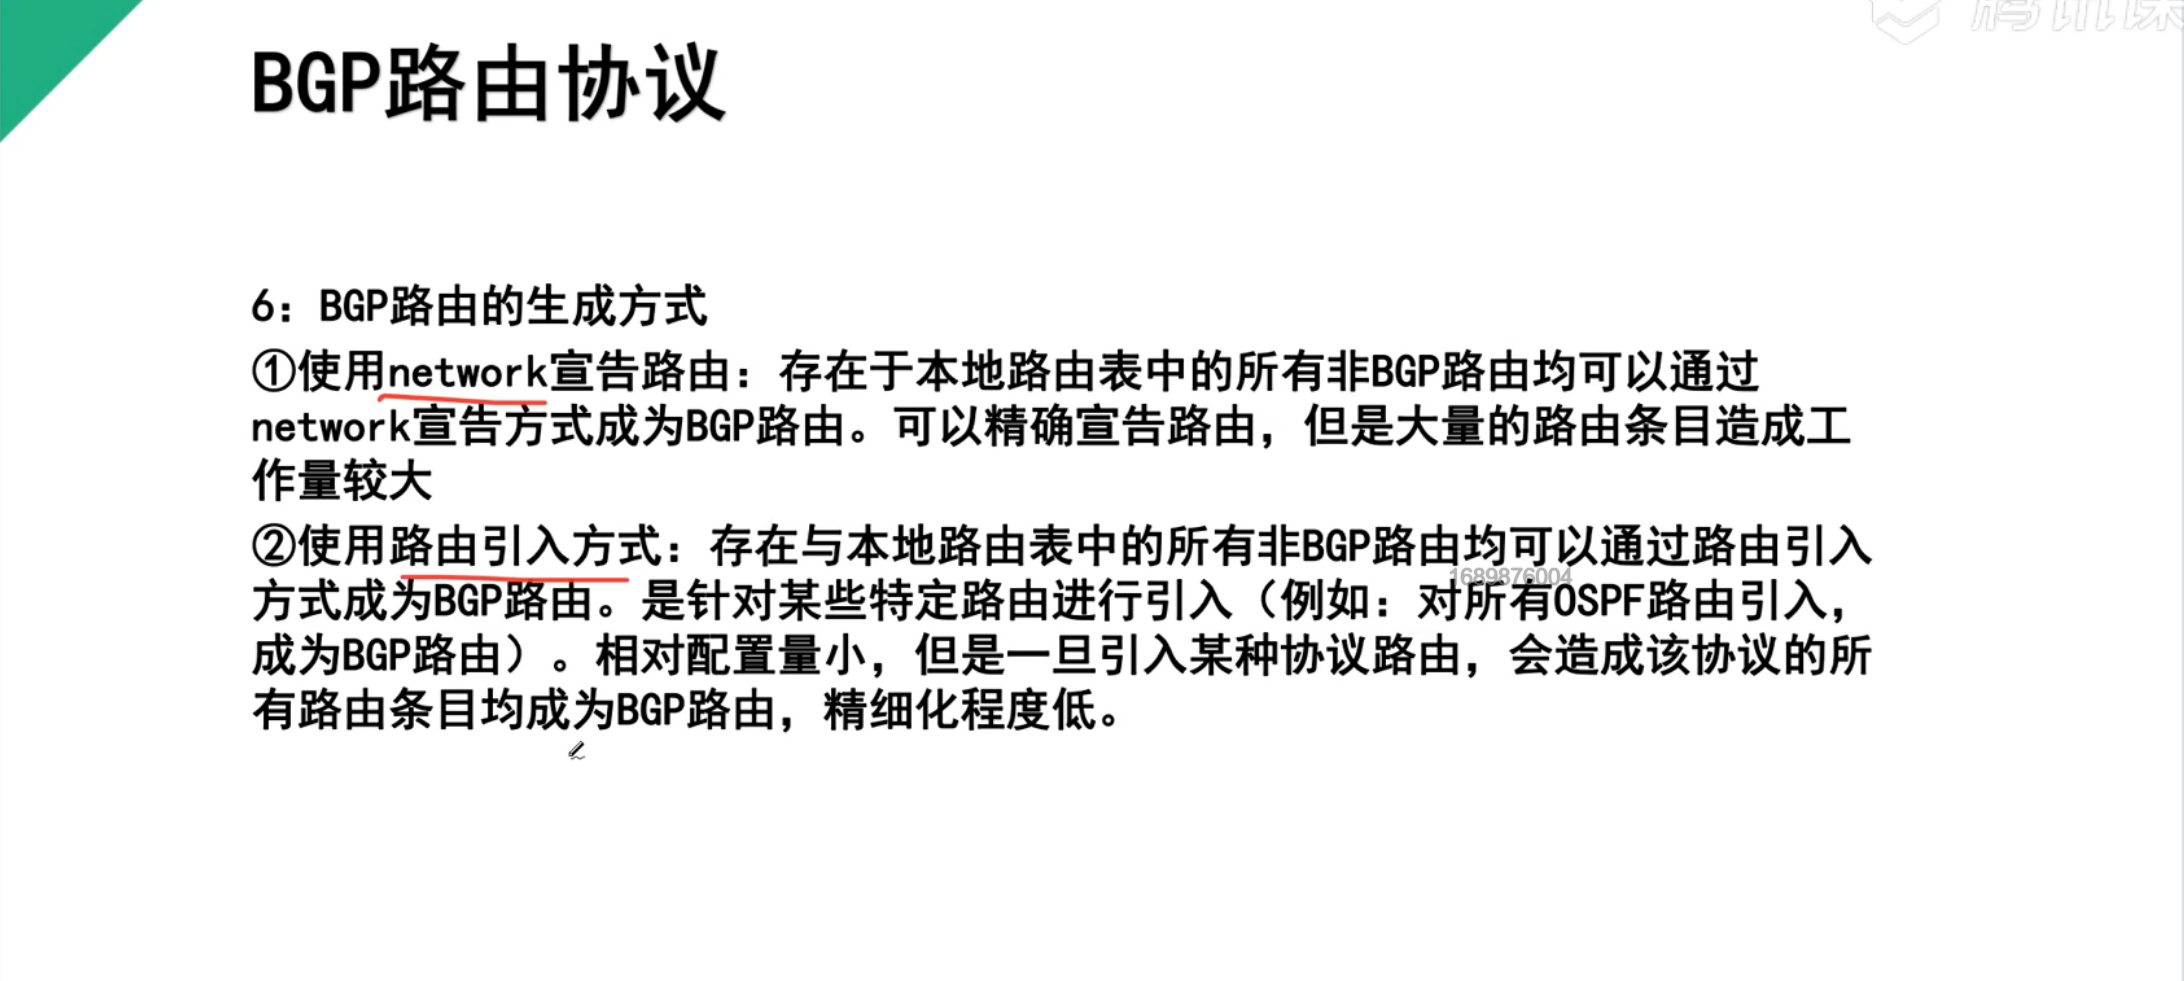 腾讯课
BGP路由协议
6：BGP路由的生成方式
①使用network宣告路由：存在于本地路由表中的所有非BGP路由均可以通过
network宣告方式成为BGP路由。可以精确宣告路由，但是大量的路由条目造成工
作量较大
②使用路由引入方式：存在与本地路由表中的所有非BGP路由均可以通过路由引入
1689876004
方式成为BGP路由。是针对某些特定路由进行引入（例如：对所有OSPF路由引入，
成为BGP路由）。相对配置量小，但是一旦引入某种协议路由，会造成该协议的所
有路由条目均成为BGP路由，精细化程度低。